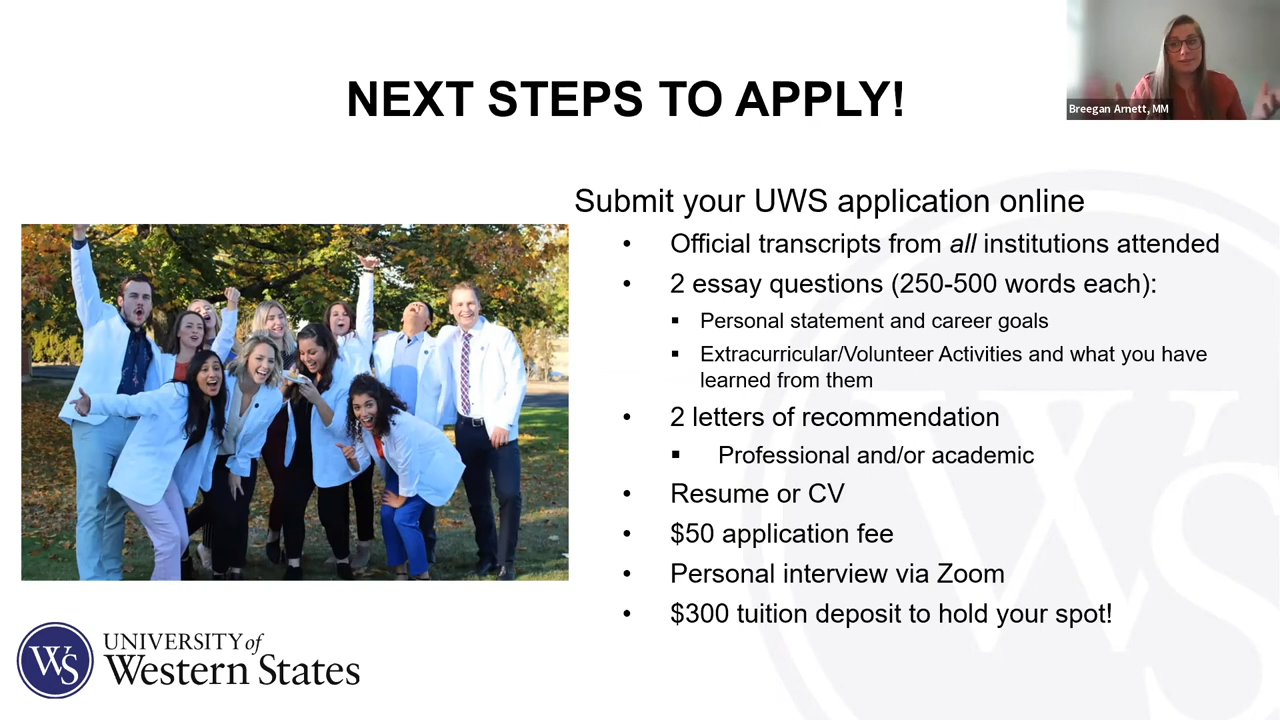 NEXT STEPS TO APPLY!
Breegan Arnett, MM
Submit your UWS application online
• Official transcripts from all institutions attended
• 2 essay questions (250-500 words each):
▪ Personal statement and career goals
▪ Extracurricular/Volunteer Activities and what you have
learned from them
• 2 letters of recommendation
▪ Professional and/or academic
• Resume or CV
• $50 application fee
• Personal interview via Zoom
• $300 tuition deposit to hold your spot!
WS
UNIVERSITY of
Western States
WS